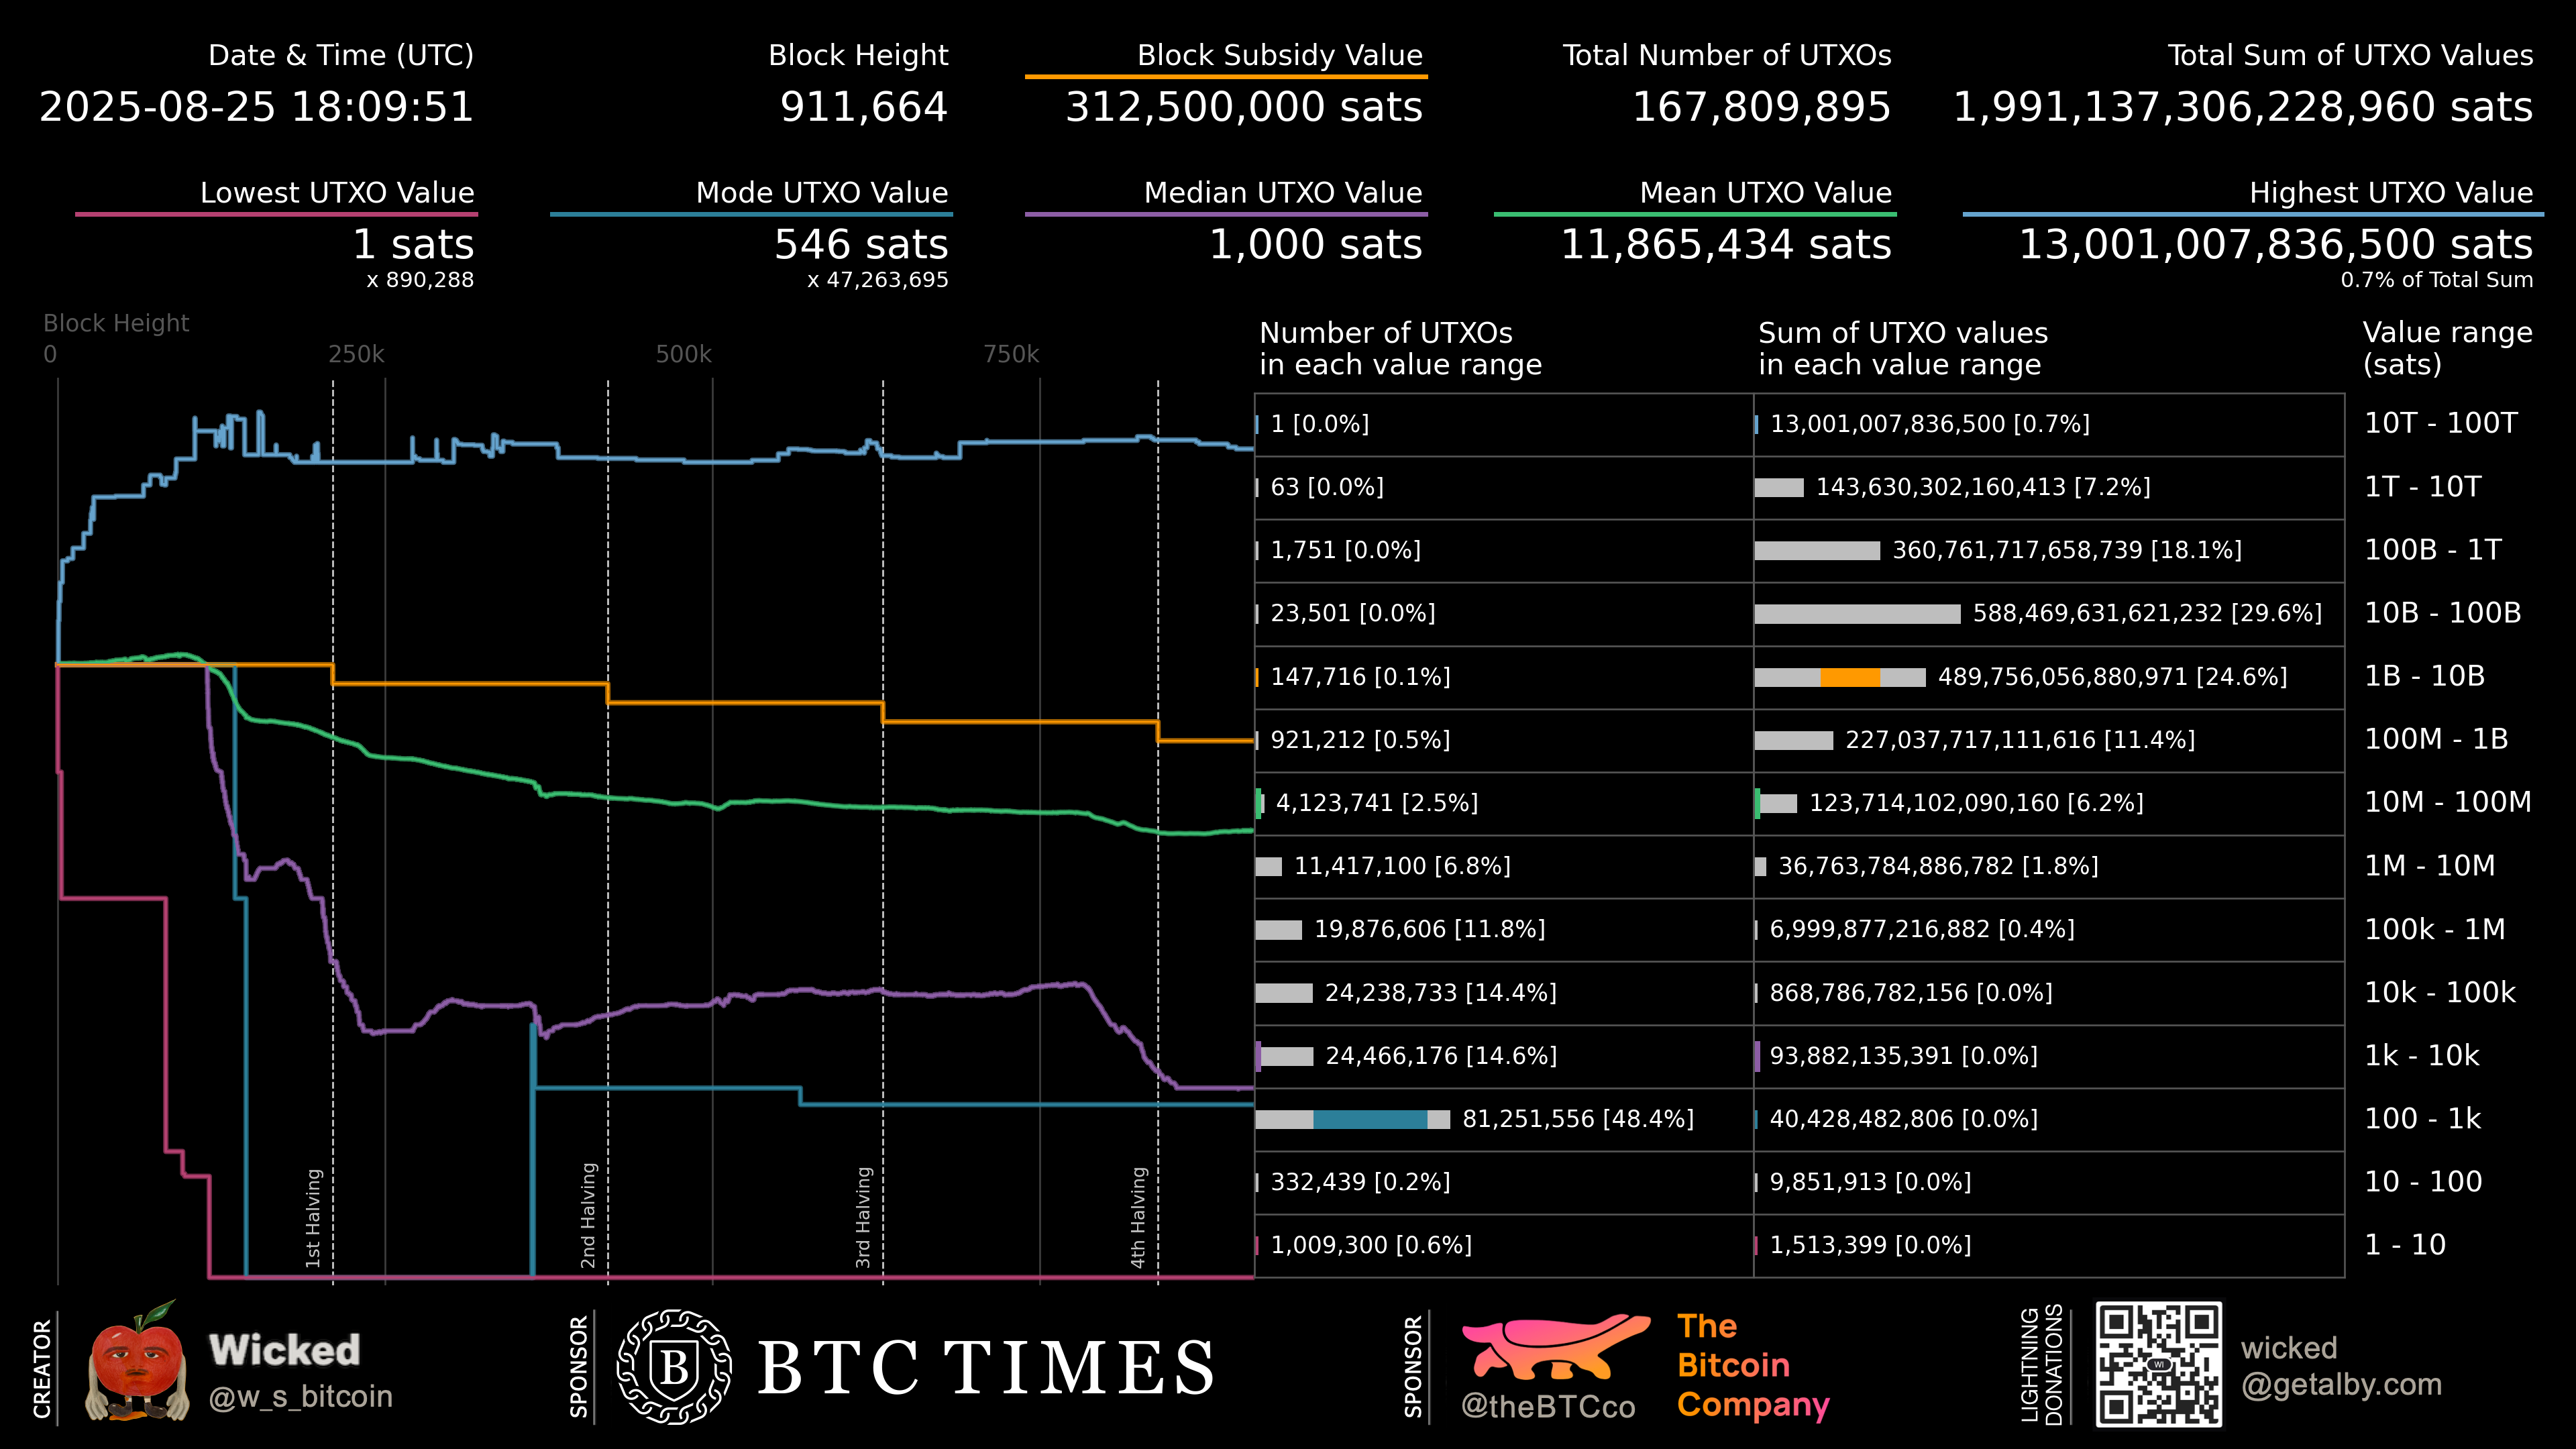 Date & Time (UTC)
2025-08-25 18:09:51
Block Height
911,664
Block Subsidy Value
312,500,000 sats
Total Number of UTXOs
167,809,895
Total Sum of UTXO Values
1,991,137,306,228,960 sats
Lowest UTXO Value
1 sats
x 890,288
Mode UTXO Value
546 sats
x 47,263,695
Median UTXO Value
1,000 sats
Mean UTXO Value
11,865,434 sats
Highest UTXO Value
13,001,007,836,500 sats
0.7% of Total Sum
Block Height
0 250k 500k 750k
1st Halving
2nd Halving
3rd Halving
4th Halving
Number of UTXOs
in each value range
Sum of UTXO values
in each value range
Value range
(sats)
1 [0.0%] 13,001,007,836,500 [0.7%] 10T - 100T
63 [0.0%] 143,630,302,160,413 [7.2%] 1T - 10T
1,751 [0.0%] 360,761,717,658,739 [18.1%] 100B - 1T
23,501 [0.0%] 588,469,631,621,232 [29.6%] 10B - 100B
147,716 [0.1%] 489,756,056,880,971 [24.6%] 1B - 10B
921,212 [0.5%] 227,037,717,111,616 [11.4%] 100M - 1B
4,123,741 [2.5%] 123,714,102,090,160 [6.2%] 10M - 100M
11,417,100 [6.8%] 36,763,784,886,782 [1.8%] 1M - 10M
19,876,606 [11.8%] 6,999,877,216,882 [0.4%] 100k - 1M
24,238,733 [14.4%] 868,786,782,156 [0.0%] 10k - 100k
24,466,176 [14.6%] 93,882,135,391 [0.0%] 1k - 10k
81,251,556 [48.4%] 40,428,482,806 [0.0%] 100 - 1k
332,439 [0.2%] 9,851,913 [0.0%] 10 - 100
1,009,300 [0.6%] 1,513,399 [0.0%] 1 - 10
CREATOR
Wicked
@w_s_bitcoin
SPONSOR
B
BTC TIMES
SPONSOR
@theBTCco
The
Bitcoin
Company
LIGHTNING
DONATIONS
WI
wicked
@getalby.com